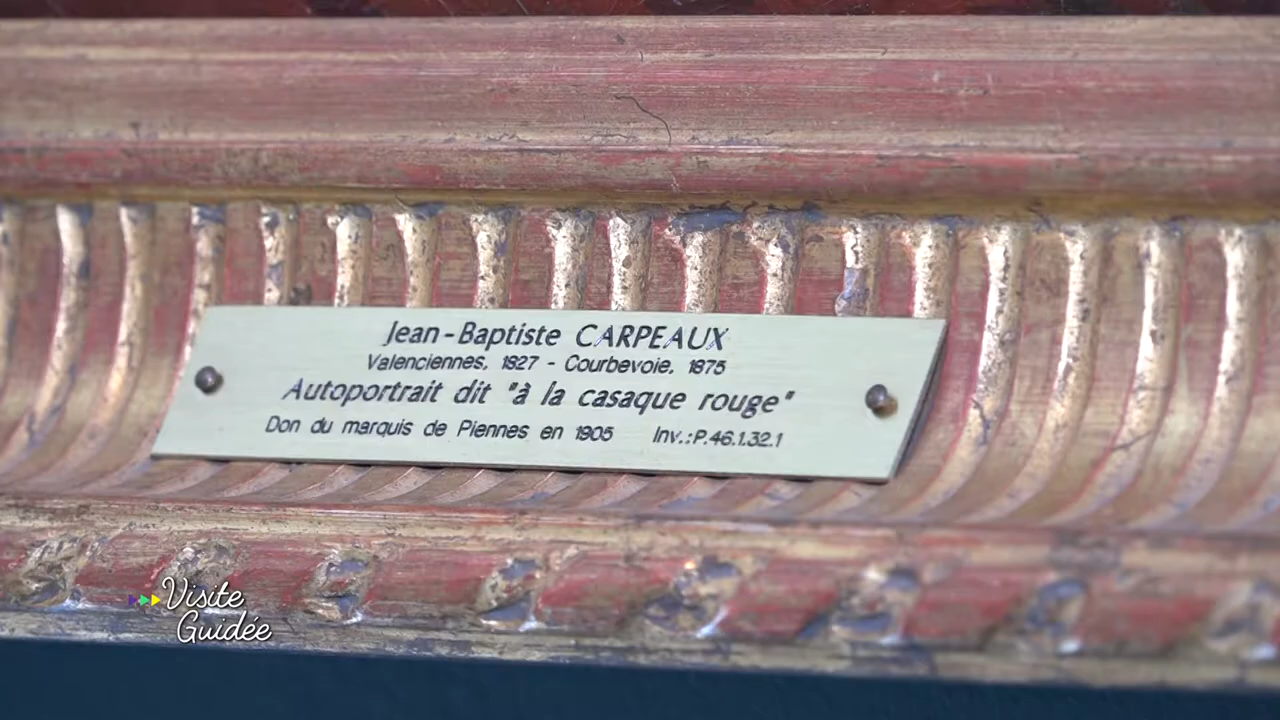 Jean-Baptiste CARPEAUX
Valenciennes, 1827 - Courbevoie, 1875
Autoportrait dit "à la casaque rouge"
Don du marquis de Piennes en 1905 Inv.:P.46.1.32.1
Visite
Guidée